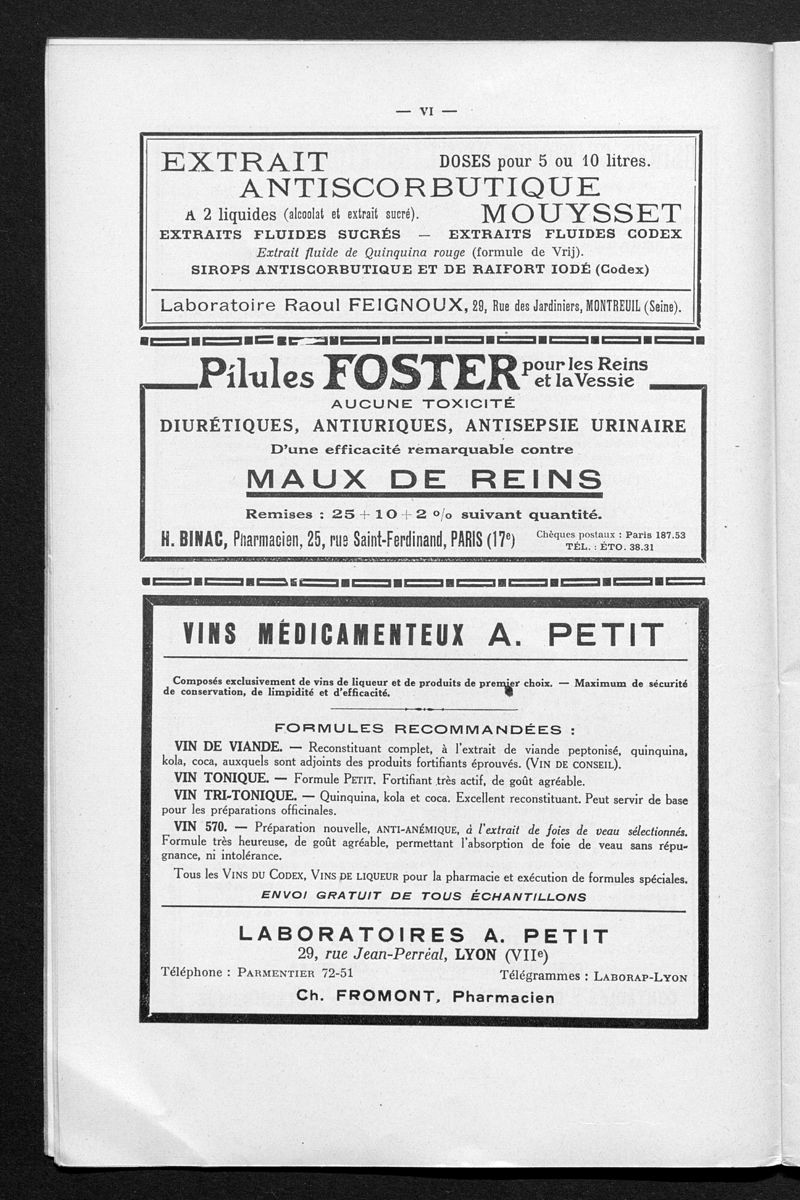 — VI —
EXTRAIT DOSES pour 5 ou 10 litres.
ANTISCORBUTIQUE
A 2 liquides (alcoolat et extrait sucré). MOUYSSET
EXTRAITS FLUIDES SUCRÉS — EXTRAITS FLUIDES CODEX
Extrait fluide de Quinquina rouge (formule de Vrij).
SIROPS ANTISCORBUTIQUE ET DE RAIFORT IODÉ (Codex)
Laboratoire Raoul FEIGNOUX, 29, Rue des Jardiniers, MONTREUIL (Seine).
Pilules FOSTER pour les Reins
et la Vessie
AUCUNE TOXICITÉ
DIURÉTIQUES, ANTIURIQUES, ANTISEPSIE URINAIRE
D'une efficacité remarquable contre
MAUX DE REINS
Remises : 25 + 10 + 2 % suivant quantité.
H. BINAC, Pharmacien, 25, rue Saint-Ferdinand, PARIS (17e) Chèques postaux : Paris 187.53
TÉL. : ÉTO. 38.31
VINS MÉDICAMENTEUX A. PETIT
Composés exclusivement de vins de liqueur et de produits de premier choix. — Maximum de sécurité
de conservation, de limpidité et d'efficacité.
FORMULES RECOMMANDÉES :
VIN DE VIANDE. — Reconstituant complet, à l'extrait de viande peptonisé, quinquina,
kola, coca, auxquels sont adjoints des produits fortifiants éprouvés. (VIN DE CONSEIL).
VIN TONIQUE. — Formule PETIT. Fortifiant très actif, de goût agréable.
VIN TRI-TONIQUE. — Quinquina, kola et coca. Excellent reconstituant. Peut servir de base
pour les préparations officinales.
VIN 570. — Préparation nouvelle, ANTI-ANÉMIQUE, à l'extrait de foies de veau sélectionnés.
Formule très heureuse, de goût agréable, permettant l'absorption de foie de veau sans répu-
gnance, ni intolérance.
Tous les VINS DU CODEX, VINS DE LIQUEUR pour la pharmacie et exécution de formules spéciales.
ENVOI GRATUIT DE TOUS ÉCHANTILLONS
LABORATOIRES A. PETIT
29, rue Jean-Perréal, LYON (VIIe)
Téléphone : PARMENTIER 72-51 Télégrammes : LABORAP-LYON
Ch. FROMONT, Pharmacien